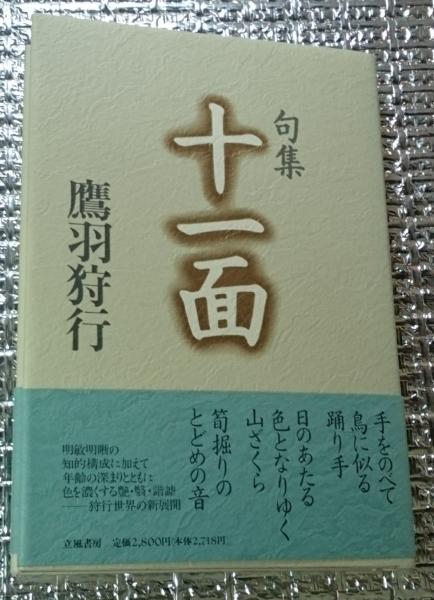 句集
十一面
鷹羽狩行
手をのべて
鳥に似る
踊り手
日のあたる
色となりゆく
山ざくら
筍掘りの
とどめの音
明敏明晰の
知的構成に加えて
年齢の深まりとともに
色を濃くする艶・翳・諧謔
——狩行世界の新展開
立風書房 定価2,800円[本体2,718円]